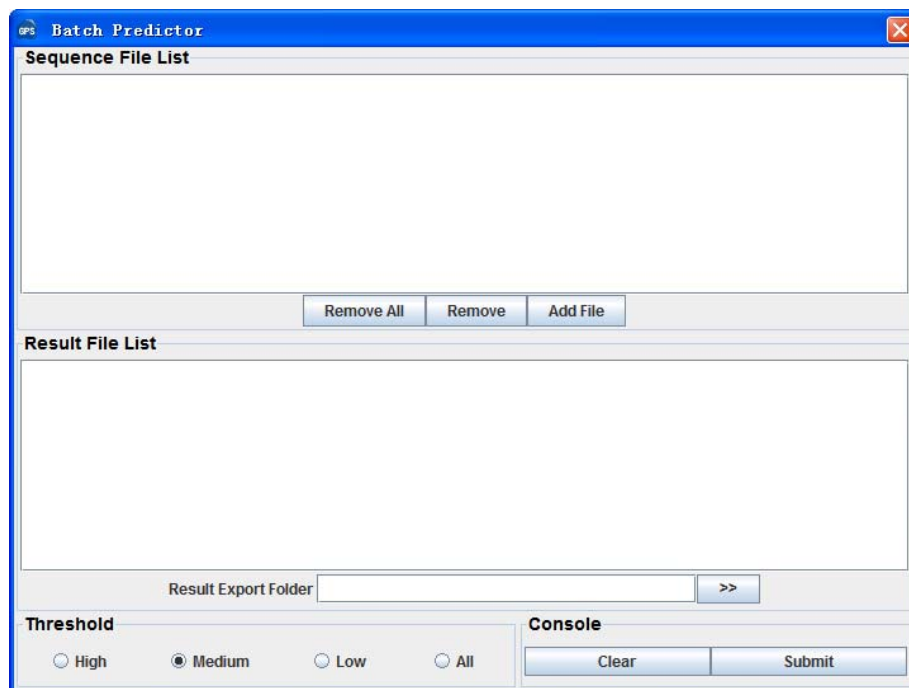 GPS Batch Predictor
Sequence File List
Remove All Remove Add File
Result File List
Result Export Folder >>
Threshold Console
High Medium Low All Clear Submit